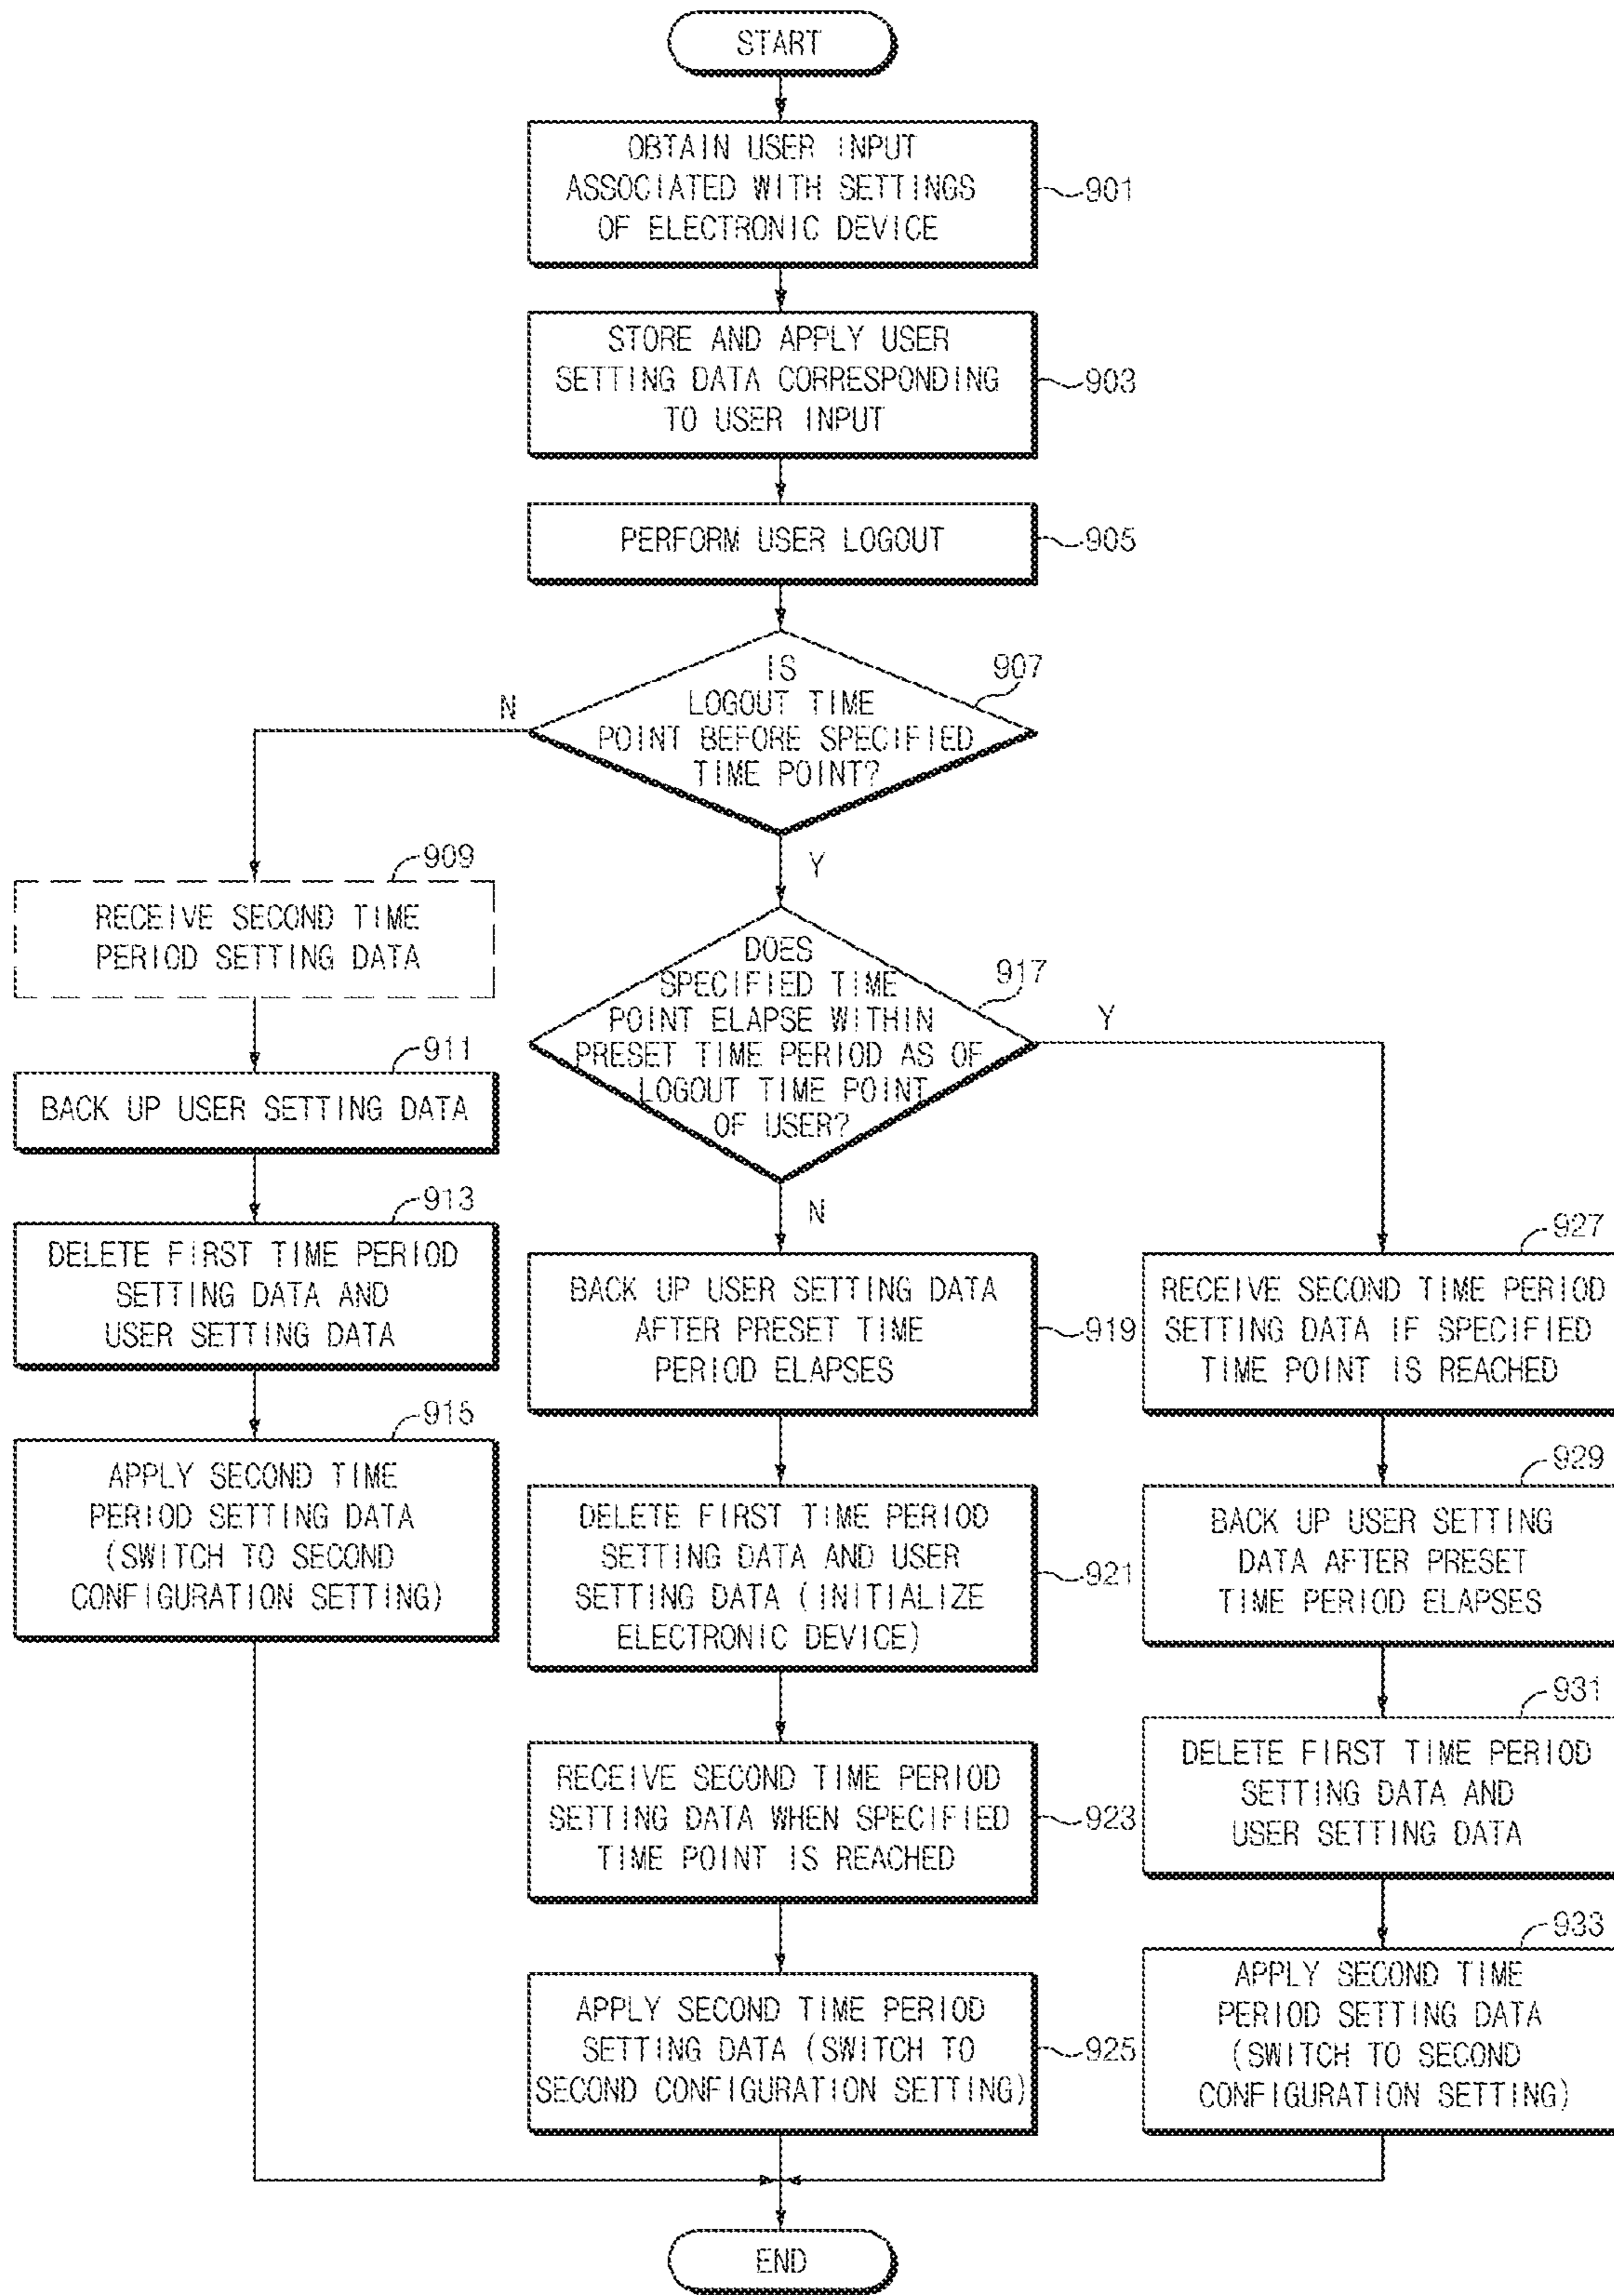 START
OBTAIN USER INPUT
ASSOCIATED WITH SETTINGS
OF ELECTRONIC DEVICE
901
STORE AND APPLY USER
SETTING DATA CORRESPONDING
TO USER INPUT
903
PERFORM USER LOGOUT
905
IS
LOGOUT TIME
POINT BEFORE SPECIFIED
TIME POINT?
907
N
Y
909
RECEIVE SECOND TIME
PERIOD SETTING DATA
911
BACK UP USER SETTING DATA
913
DELETE FIRST TIME PERIOD
SETTING DATA AND
USER SETTING DATA
915
APPLY SECOND TIME
PERIOD SETTING DATA
(SWITCH TO SECOND
CONFIGURATION SETTING)
DOES
SPECIFIED TIME
POINT ELAPSE WITHIN
PRESET TIME PERIOD AS OF
LOGOUT TIME POINT
OF USER?
917
Y
N
BACK UP USER SETTING DATA
AFTER PRESET TIME
PERIOD ELAPSES
919
DELETE FIRST TIME PERIOD
SETTING DATA AND USER
SETTING DATA (INITIALIZE
ELECTRONIC DEVICE)
921
RECEIVE SECOND TIME PERIOD
SETTING DATA WHEN SPECIFIED
TIME POINT IS REACHED
923
APPLY SECOND TIME PERIOD
SETTING DATA (SWITCH TO
SECOND CONFIGURATION SETTING)
925
927
RECEIVE SECOND TIME PERIOD
SETTING DATA IF SPECIFIED
TIME POINT IS REACHED
929
BACK UP USER SETTING
DATA AFTER PRESET
TIME PERIOD ELAPSES
931
DELETE FIRST TIME PERIOD
SETTING DATA AND
USER SETTING DATA
933
APPLY SECOND TIME
PERIOD SETTING DATA
(SWITCH TO SECOND
CONFIGURATION SETTING)
END